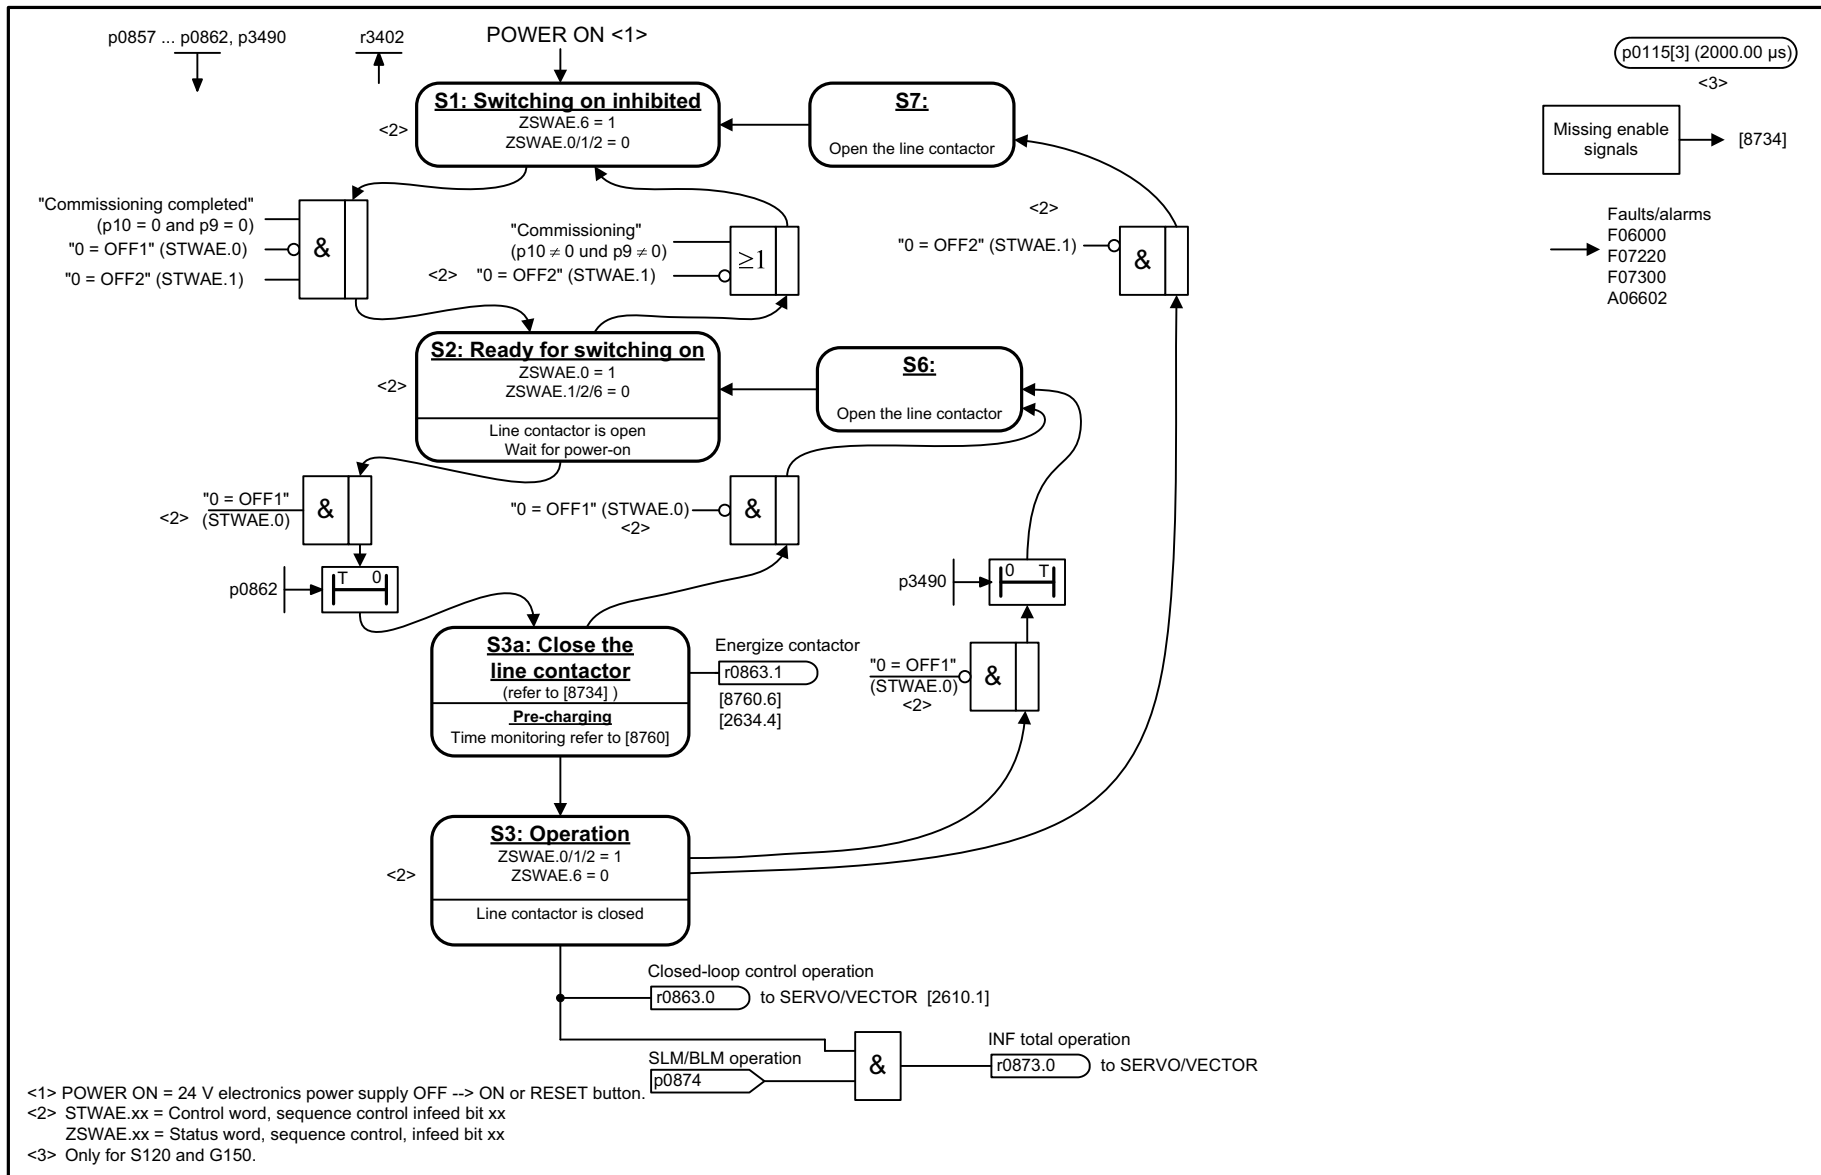 p0857 ... p0862, p3490
r3402
POWER ON <1>
p0115[3] (2000.00 µs)
<3>
S1: Switching on inhibited
ZSWAE.6 = 1
ZSWAE.0/1/2 = 0
<2>
S7:
Open the line contactor
Missing enable
signals
[8734]
"Commissioning completed"
(p10 = 0 and p9 = 0)
"0 = OFF1" (STWAE.0)
"0 = OFF2" (STWAE.1)
&
"Commissioning"
(p10 ≠ 0 und p9 ≠ 0)
<2> "0 = OFF2" (STWAE.1)
≥1
<2>
"0 = OFF2" (STWAE.1)
&
Faults/alarms
F06000
F07220
F07300
A06602
S2: Ready for switching on
ZSWAE.0 = 1
ZSWAE.1/2/6 = 0
<2>
Line contactor is open
Wait for power-on
S6:
Open the line contactor
<2> "0 = OFF1"
(STWAE.0)
&
"0 = OFF1" (STWAE.0)
<2>
&
p0862
T 0
p3490
0 T
S3a: Close the
line contactor
(refer to [8734] )
Pre-charging
Time monitoring refer to [8760]
Energize contactor
r0863.1
[8760.6]
[2634.4]
"0 = OFF1"
(STWAE.0)
<2>
&
S3: Operation
ZSWAE.0/1/2 = 1
ZSWAE.6 = 0
<2>
Line contactor is closed
Closed-loop control operation
r0863.0 to SERVO/VECTOR [2610.1]
SLM/BLM operation
p0874
&
INF total operation
r0873.0 to SERVO/VECTOR
<1> POWER ON = 24 V electronics power supply OFF --> ON or RESET button.
<2> STWAE.xx = Control word, sequence control infeed bit xx
ZSWAE.xx = Status word, sequence control, infeed bit xx
<3> Only for S120 and G150.